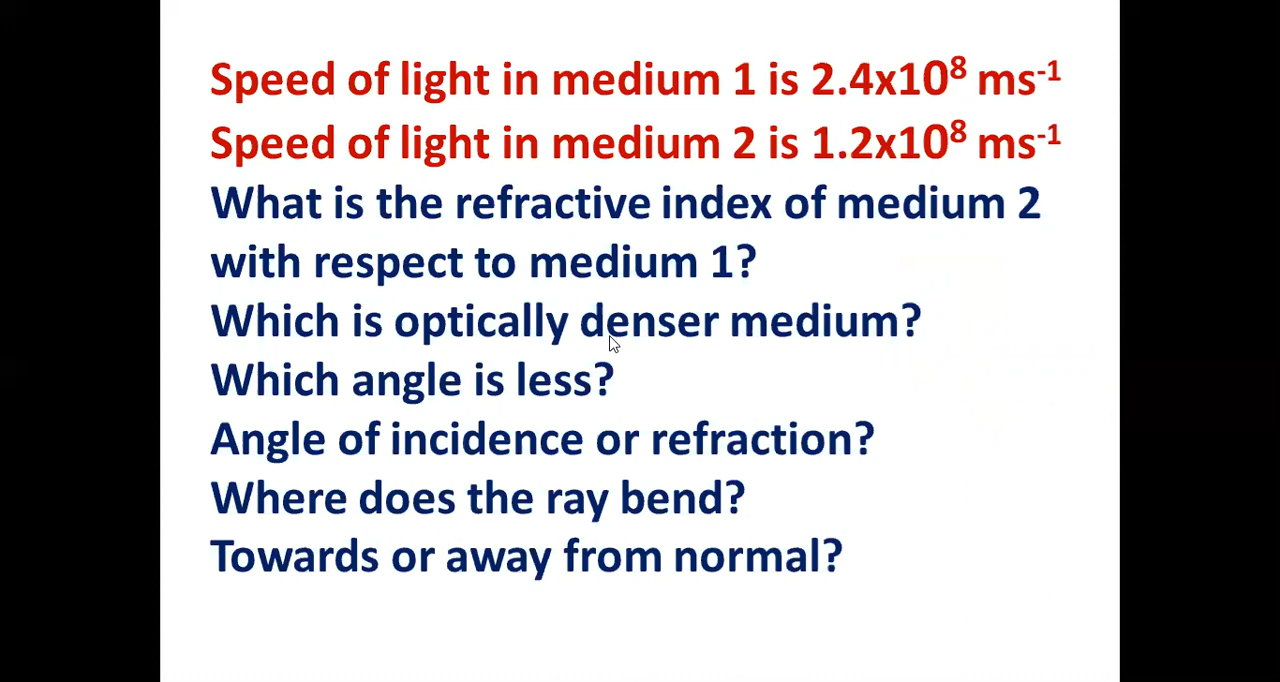 Speed of light in medium 1 is 2.4x10⁸ ms⁻¹
Speed of light in medium 2 is 1.2x10⁸ ms⁻¹
What is the refractive index of medium 2
with respect to medium 1?
Which is optically denser medium?
Which angle is less?
Angle of incidence or refraction?
Where does the ray bend?
Towards or away from normal?